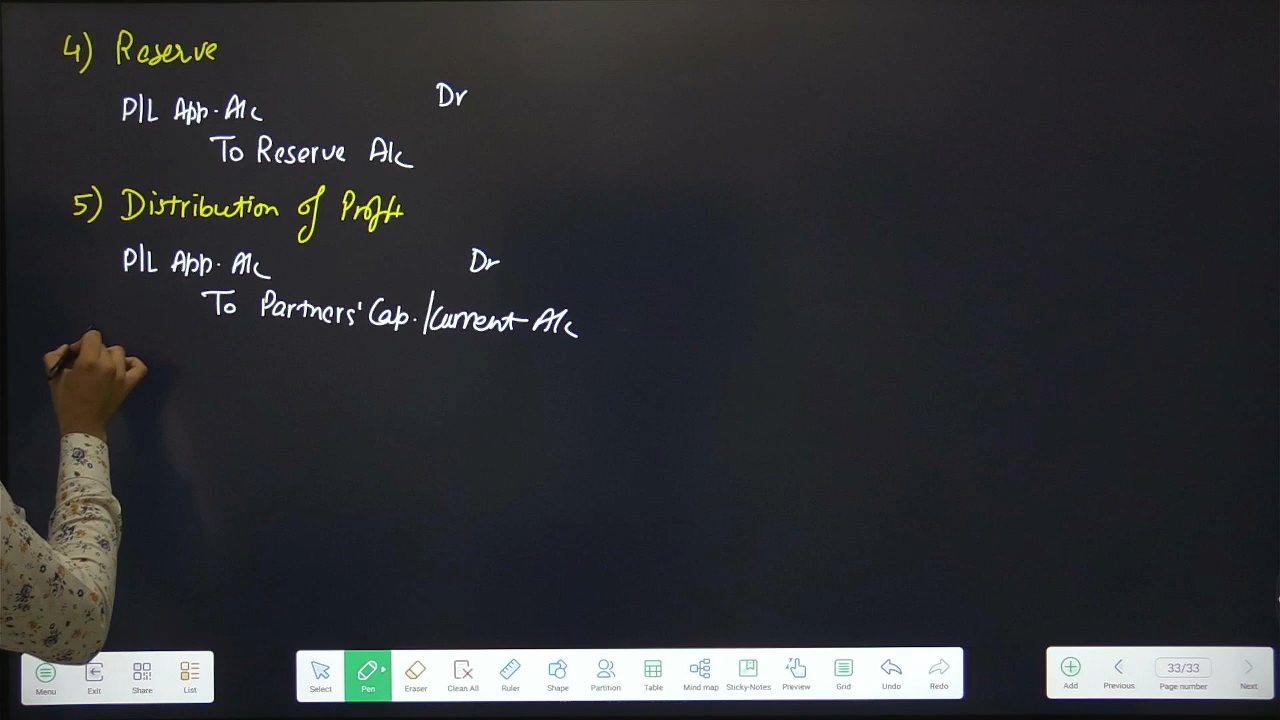 4) Reserve
P/L App. A/c Dr
To Reserve A/c
5) Distribution of Profit
P/L App. A/c Dr
To Partners' Cap. /Current A/c
Menu Exit Share List Select Pen Eraser Clean All Ruler Shape Partition Table Mind map Sticky-Notes Preview Grid Undo Redo Add Previous 33/33 Page number Next